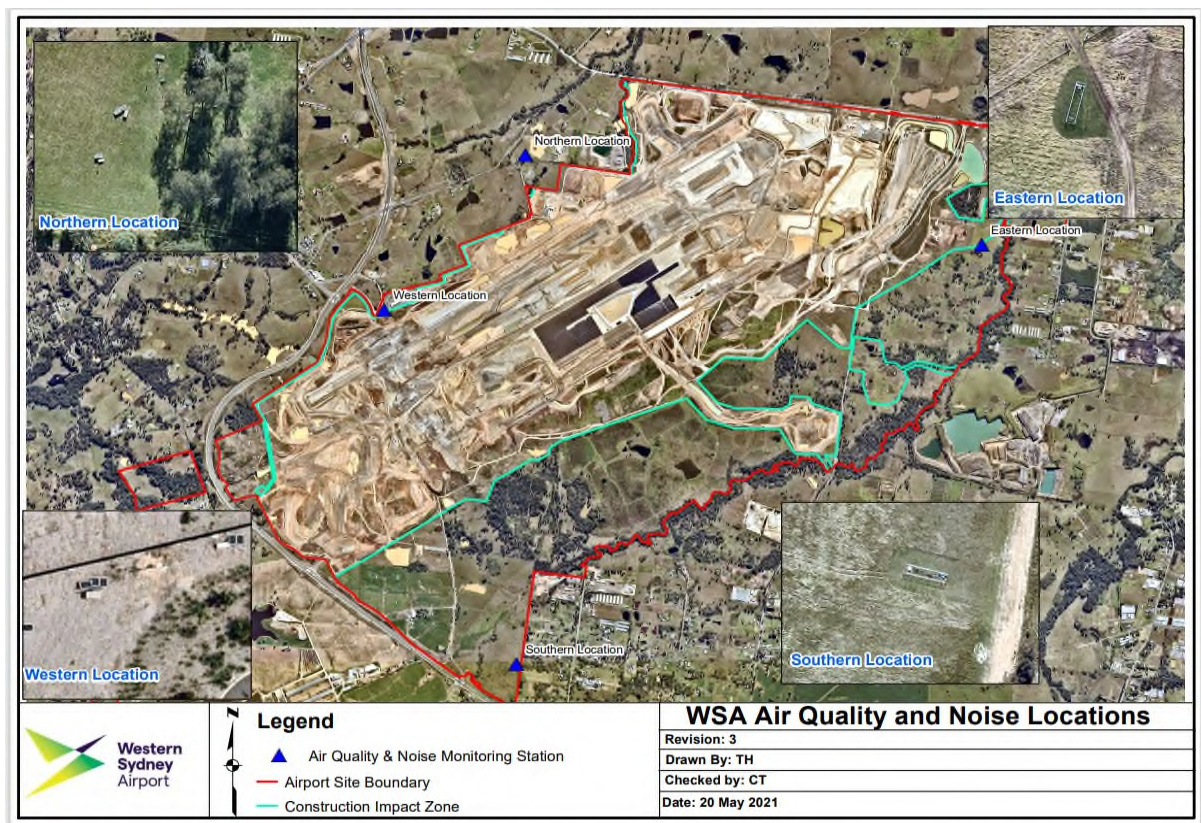 Northern Location
Eastern Location
Northern Location
Eastern Location
Western Location
Western Location
Southern Location
Southern Location
Western
Sydney
Airport
N
Legend
Air Quality & Noise Monitoring Station
Airport Site Boundary
Construction Impact Zone
WSA Air Quality and Noise Locations
Revision: 3
Drawn By: TH
Checked by: CT
Date: 20 May 2021